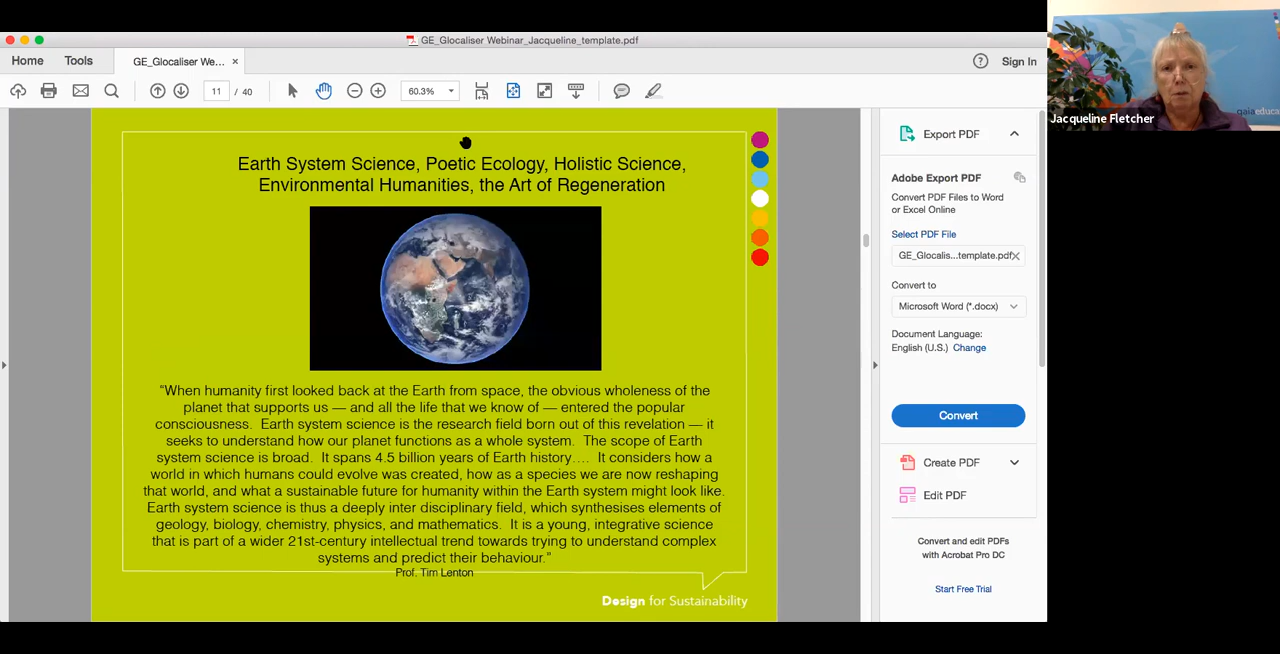 GE_Glocaliser Webinar_Jacqueline_template.pdf
Home
Tools
GE_Glocaliser We...
Sign In
11 / 40
60.3%
Jacqueline Fletcher
Earth System Science, Poetic Ecology, Holistic Science,
Environmental Humanities, the Art of Regeneration
“When humanity first looked back at the Earth from space, the obvious wholeness of the
planet that supports us — and all the life that we know of — entered the popular
consciousness. Earth system science is the research field born out of this revelation — it
seeks to understand how our planet functions as a whole system. The scope of Earth
system science is broad. It spans 4.5 billion years of Earth history…. It considers how a
world in which humans could evolve was created, how as a species we are now reshaping
that world, and what a sustainable future for humanity within the Earth system might look like.
Earth system science is thus a deeply inter disciplinary field, which synthesises elements of
geology, biology, chemistry, physics, and mathematics. It is a young, integrative science
that is part of a wider 21st-century intellectual trend towards trying to understand complex
systems and predict their behaviour.”
Prof. Tim Lenton
Design for Sustainability
Export PDF
Adobe Export PDF
Convert PDF Files to Word
or Excel Online
Select PDF File
GE_Glocalis...template.pdf
Convert to
Microsoft Word (*.docx)
Document Language:
English (U.S.) Change
Convert
Create PDF
Edit PDF
Convert and edit PDFs
with Acrobat Pro DC
Start Free Trial
gaiaeduca